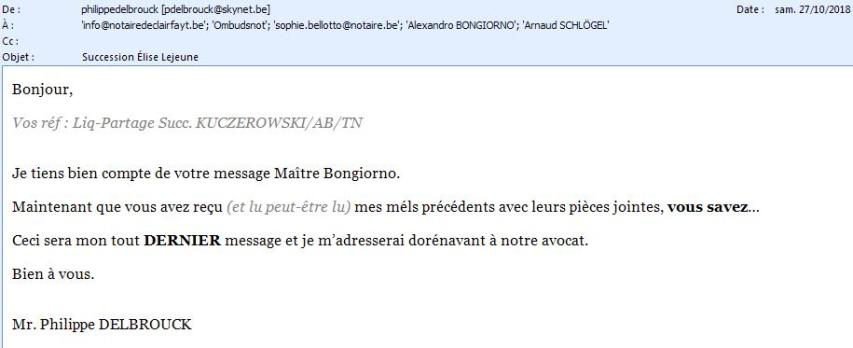 De : philippedelbrouck [pdelbrouck@skynet.be] Date : sam. 27/10/2018
À : 'info@notairedeclairfayt.be'; 'Ombudsnot'; 'sophie.bellotto@notaire.be'; 'Alexandro BONGIORNO'; 'Arnaud SCHLÖGEL'
Cc :
Objet : Succession Élise Lejeune
Bonjour,
Vos réf : Liq-Partage Succ. KUCZEROWSKI/AB/TN
Je tiens bien compte de votre message Maître Bongiorno.
Maintenant que vous avez reçu (et lu peut-être lu) mes méls précédents avec leurs pièces jointes, vous savez...
Ceci sera mon tout DERNIER message et je m'adresserai dorénavant à notre avocat.
Bien à vous.
Mr. Philippe DELBROUCK